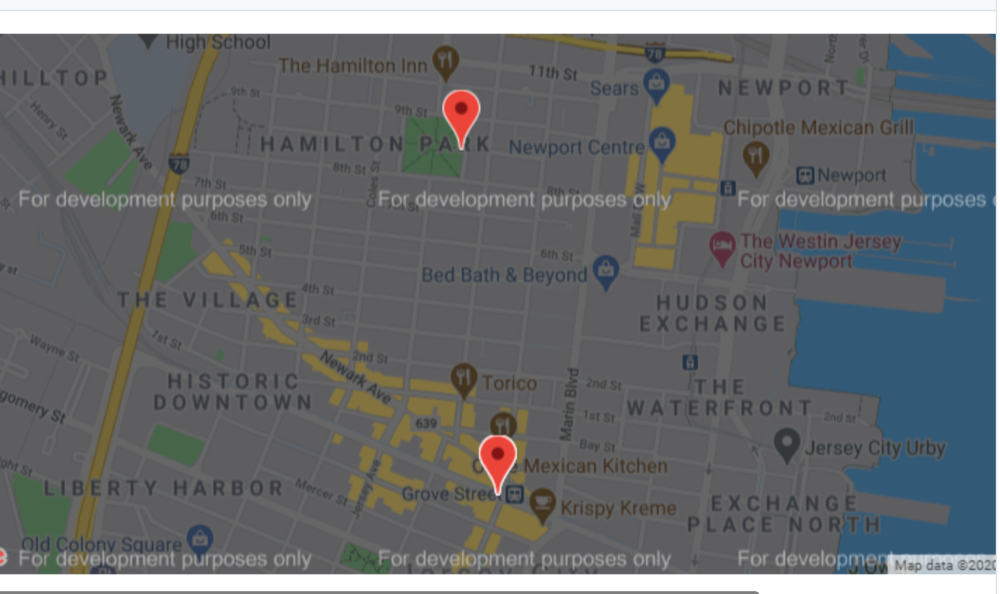 High School
The Hamilton Inn
78
11th St
HILLTOP
Sears
NEWPORT
9th St
Henry St
Newark Ave
9th St
Chipotle Mexican Grill
HAMILTON PARK
Newport Centre
78
8th St
Coles St
7th St
8th St
Newport
For development purposes only
For development purposes only
For development purposes
7th St
6th St
Mall Dr W
5th St
6th St
The Westin Jersey
City Newport
Bed Bath & Beyond
THE VILLAGE
4th St
HUDSON
EXCHANGE
3rd St
1st St
Wayne St
Newark Ave
2nd St
HISTORIC
DOWNTOWN
Torico
Marin Blvd
2nd St
THE
WATERFRONT
gomery St
639
1st St
2nd St
Bay St
Jersey City Urby
Mexican Kitchen
LIBERTY HARBOR
Mercer St
Jersey Ave
Grove Street
Krispy Kreme
EXCHANGE
PLACE NORTH
Old Colony Square
For development purposes only
For development purposes only
For development purposes
Jersey City
Map data ©2020